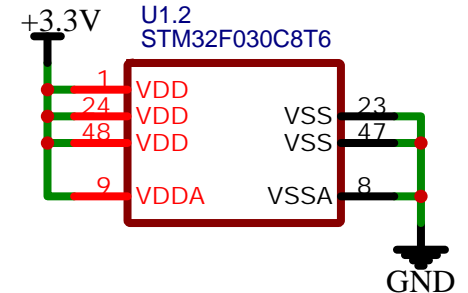 +3.3V
U1.2
STM32F030C8T6
1 VDD
24 VDD VSS 23
48 VDD VSS 47
9 VDDA VSSA 8
GND